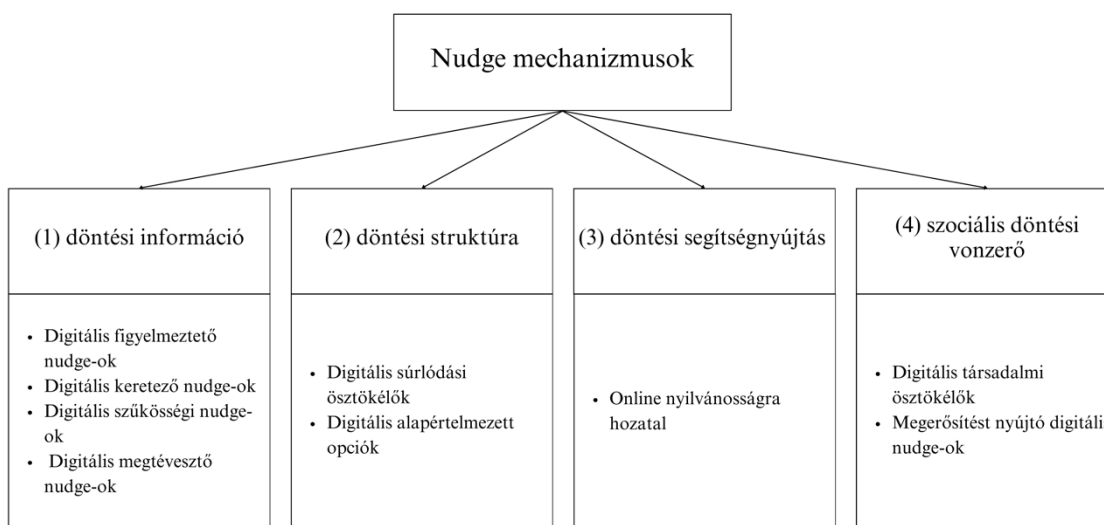 Nudge mechanizmusok
(1) döntési információ
• Digitális figyelmeztető
nudge-ok
• Digitális keretező nudge-ok
• Digitális szűkösségi nudge-
ok
• Digitális megtévesztő
nudge-ok
(2) döntési struktúra
• Digitális súrlódási
ösztökélők
• Digitális alapértelmezett
opciók
(3) döntési segítségnyújtás
• Online nyilvánosságra
hozatal
(4) szociális döntési
vonzerő
• Digitális társadalmi
ösztökélők
• Megerősítést nyújtó digitális
nudge-ok